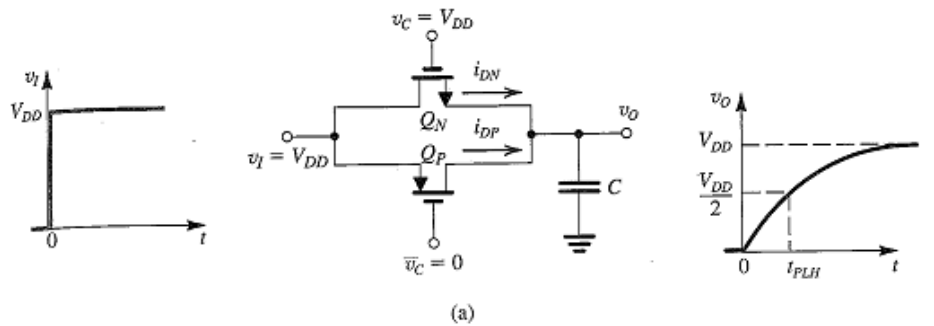 v_C = V_DD
v_I
V_DD
0
t
i_DN
Q_N
i_DP
Q_P
v_I = V_DD
v_O
C
v̅_C = 0
v_O
V_DD
V_DD
2
0
t_PLH
t
(a)